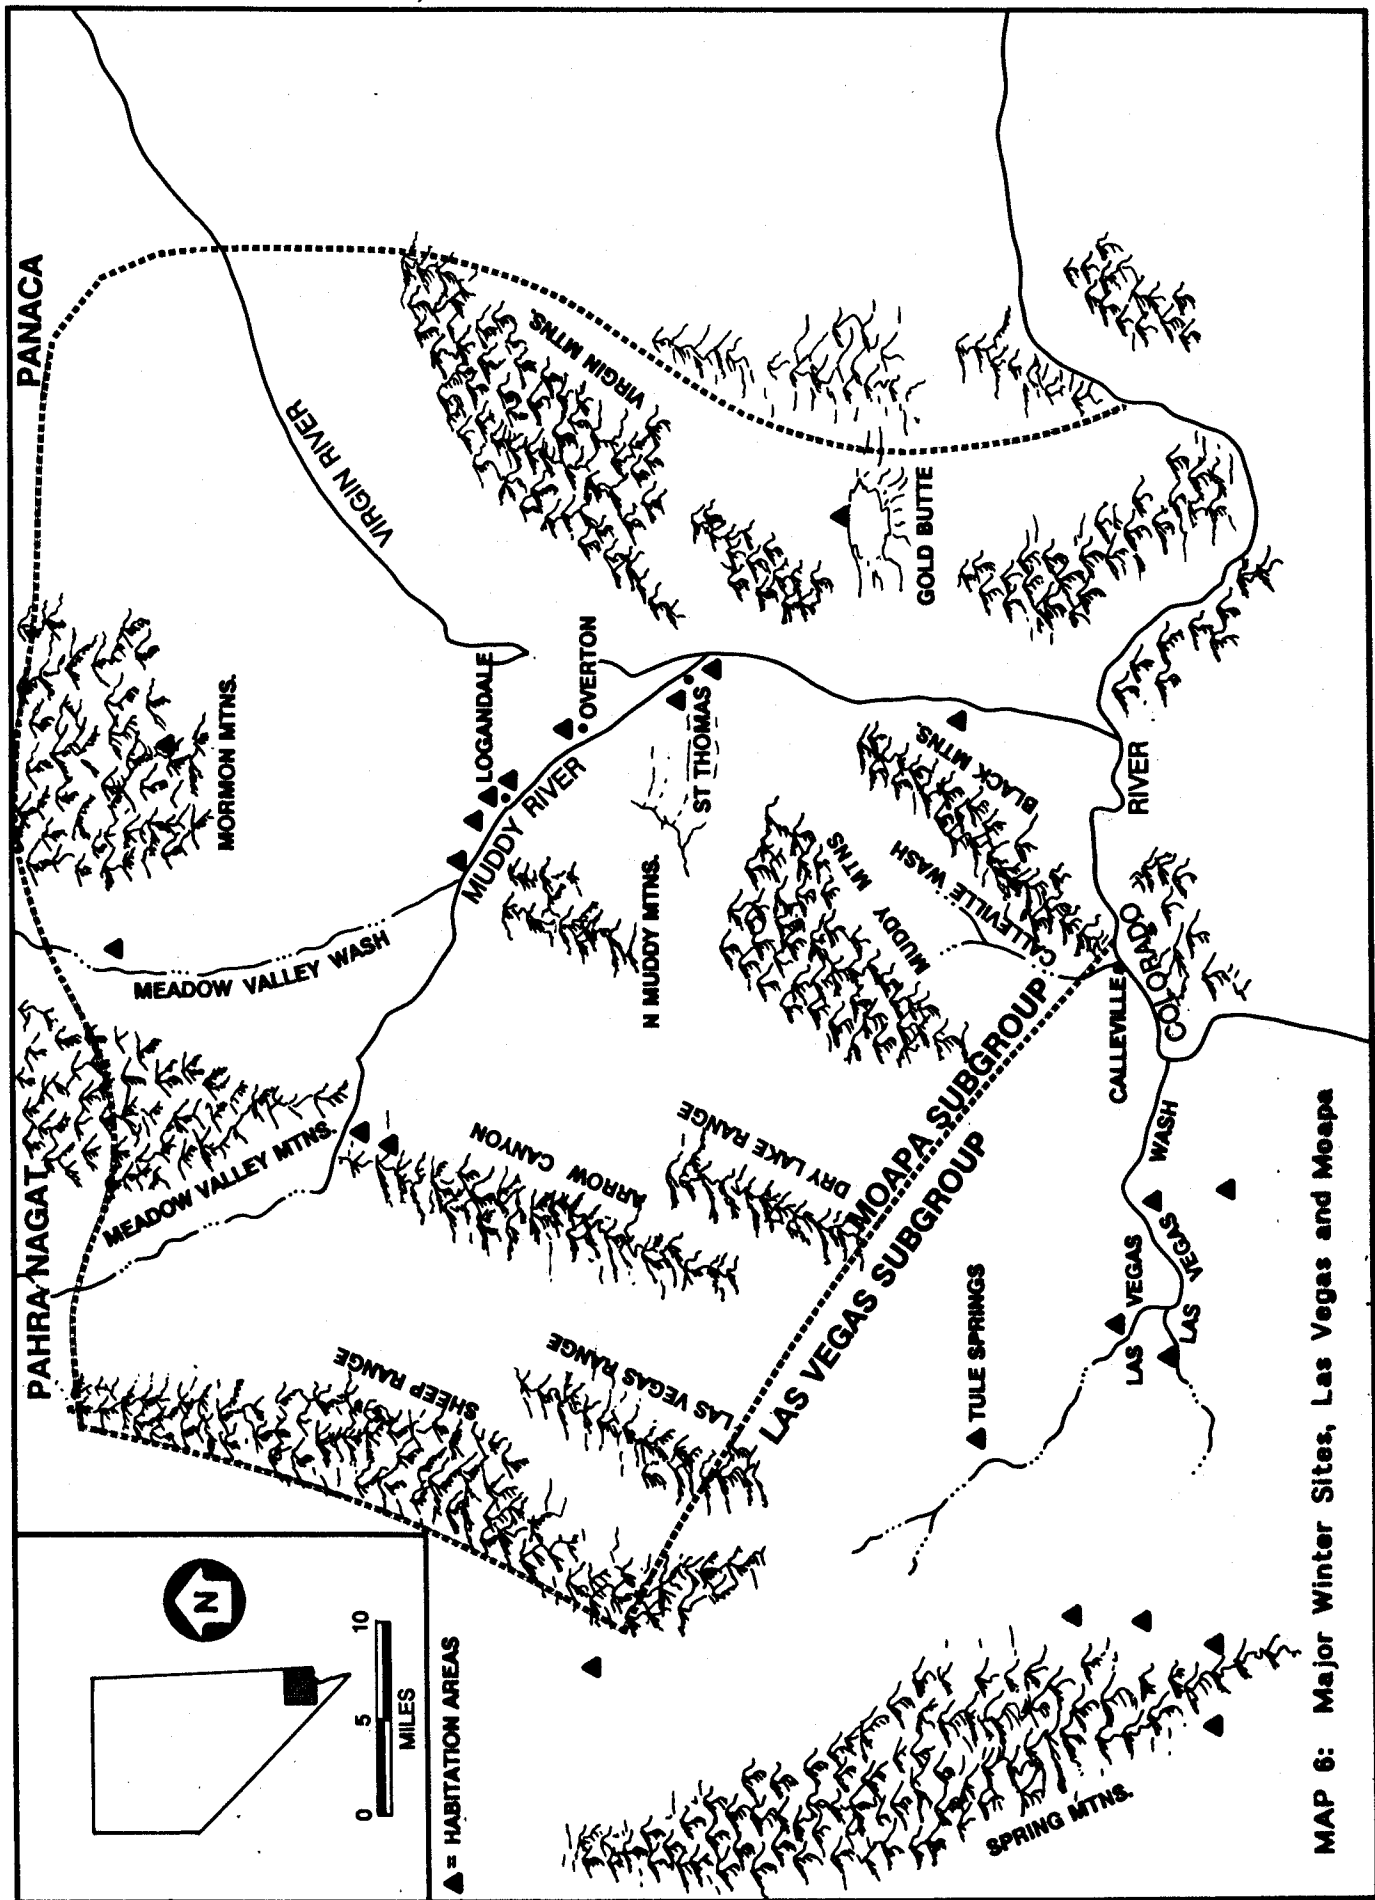 PANACA
PAHRANAGAT
MORMON MTNS.
MEADOW VALLEY WASH
MEADOW VALLEY MTNS.
VIRGIN RIVER
VIRGIN MTNS.
LOGANDALE
OVERTON
MUDDY RIVER
ST THOMAS
GOLD BUTTE
N MUDDY MTNS.
MUDDY MTNS
BLACK MTNS.
CALLEVILLE WASH
CALLEVILLE
COLORADO
RIVER
ARROW CANYON
DRY LAKE RANGE
SHEEP RANGE
LAS VEGAS RANGE
MOAPA SUBGROUP
LAS VEGAS SUBGROUP
TULE SPRINGS
LAS VEGAS
LAS VEGAS WASH
SPRING MTNS.
N
0 5 10
MILES
▲ = HABITATION AREAS
MAP 6: Major Winter Sites, Las Vegas and Moapa